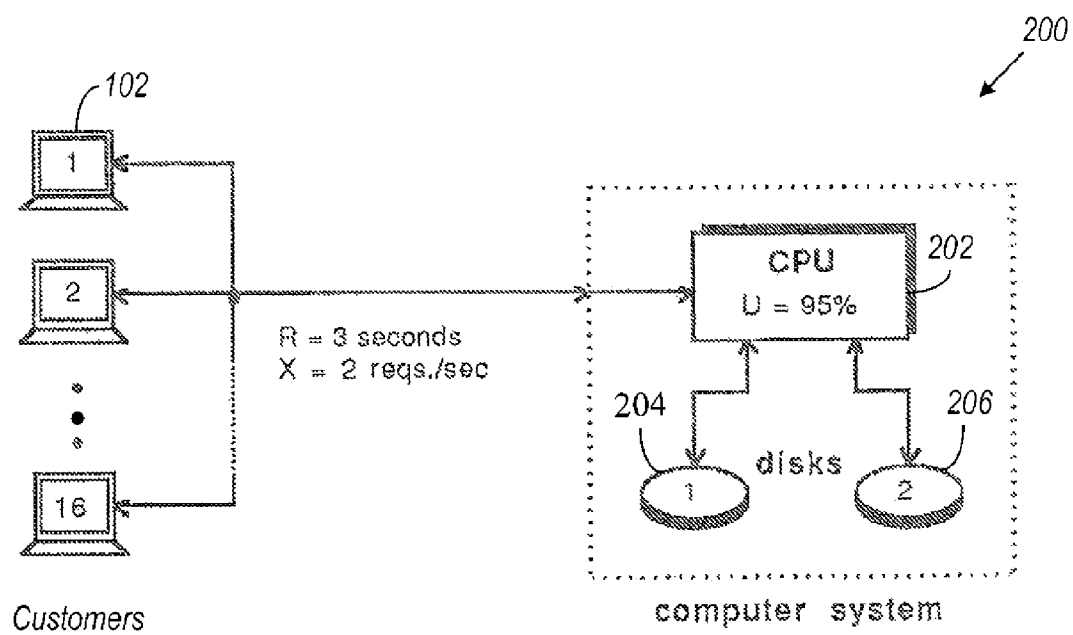 200
102
1
2
R = 3 seconds
X = 2 reqs./sec
16
Customers
CPU
U = 95%
202
204
206
disks
1
2
computer system